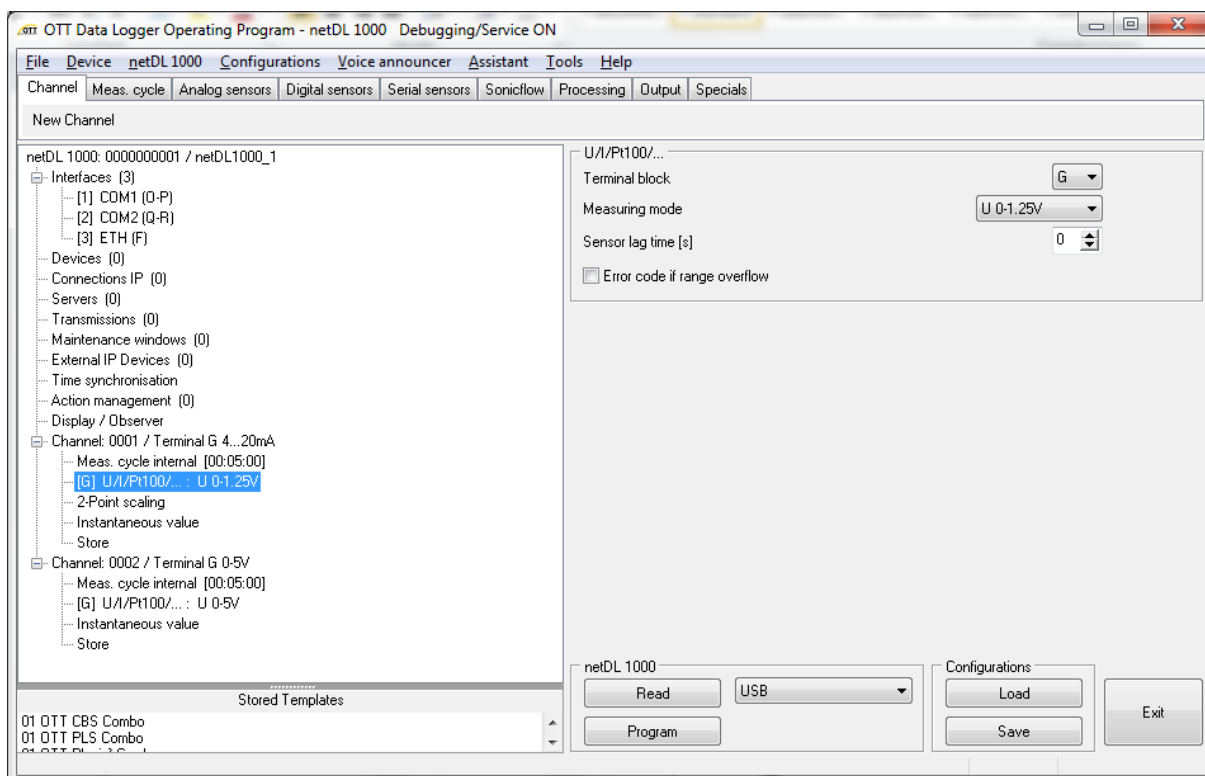 OTT Data Logger Operating Program - netDL 1000   Debugging/Service ON
File   Device   netDL 1000   Configurations   Voice announcer   Assistant   Tools   Help
Channel   Meas. cycle   Analog sensors   Digital sensors   Serial sensors   Sonicflow   Processing   Output   Specials
New Channel
netDL 1000: 0000000001 / netDL1000_1
Interfaces (3)
[1] COM1 (O-P)
[2] COM2 (Q-R)
[3] ETH (F)
Devices (0)
Connections IP (0)
Servers (0)
Transmissions (0)
Maintenance windows (0)
External IP Devices (0)
Time synchronisation
Action management (0)
Display / Observer
Channel: 0001 / Terminal G 4...20mA
Meas. cycle internal [00:05:00]
[G] U/I/Pt100/... : U 0-1.25V
2-Point scaling
Instantaneous value
Store
Channel: 0002 / Terminal G 0-5V
Meas. cycle internal [00:05:00]
[G] U/I/Pt100/... : U 0-5V
Instantaneous value
Store
Stored Templates
01 OTT CBS Combo
01 OTT PLS Combo
U/I/Pt100/...
Terminal block   G
Measuring mode   U 0-1.25V
Sensor lag time [s]   0
Error code if range overflow
netDL 1000
Read   USB
Program
Configurations
Load
Save
Exit